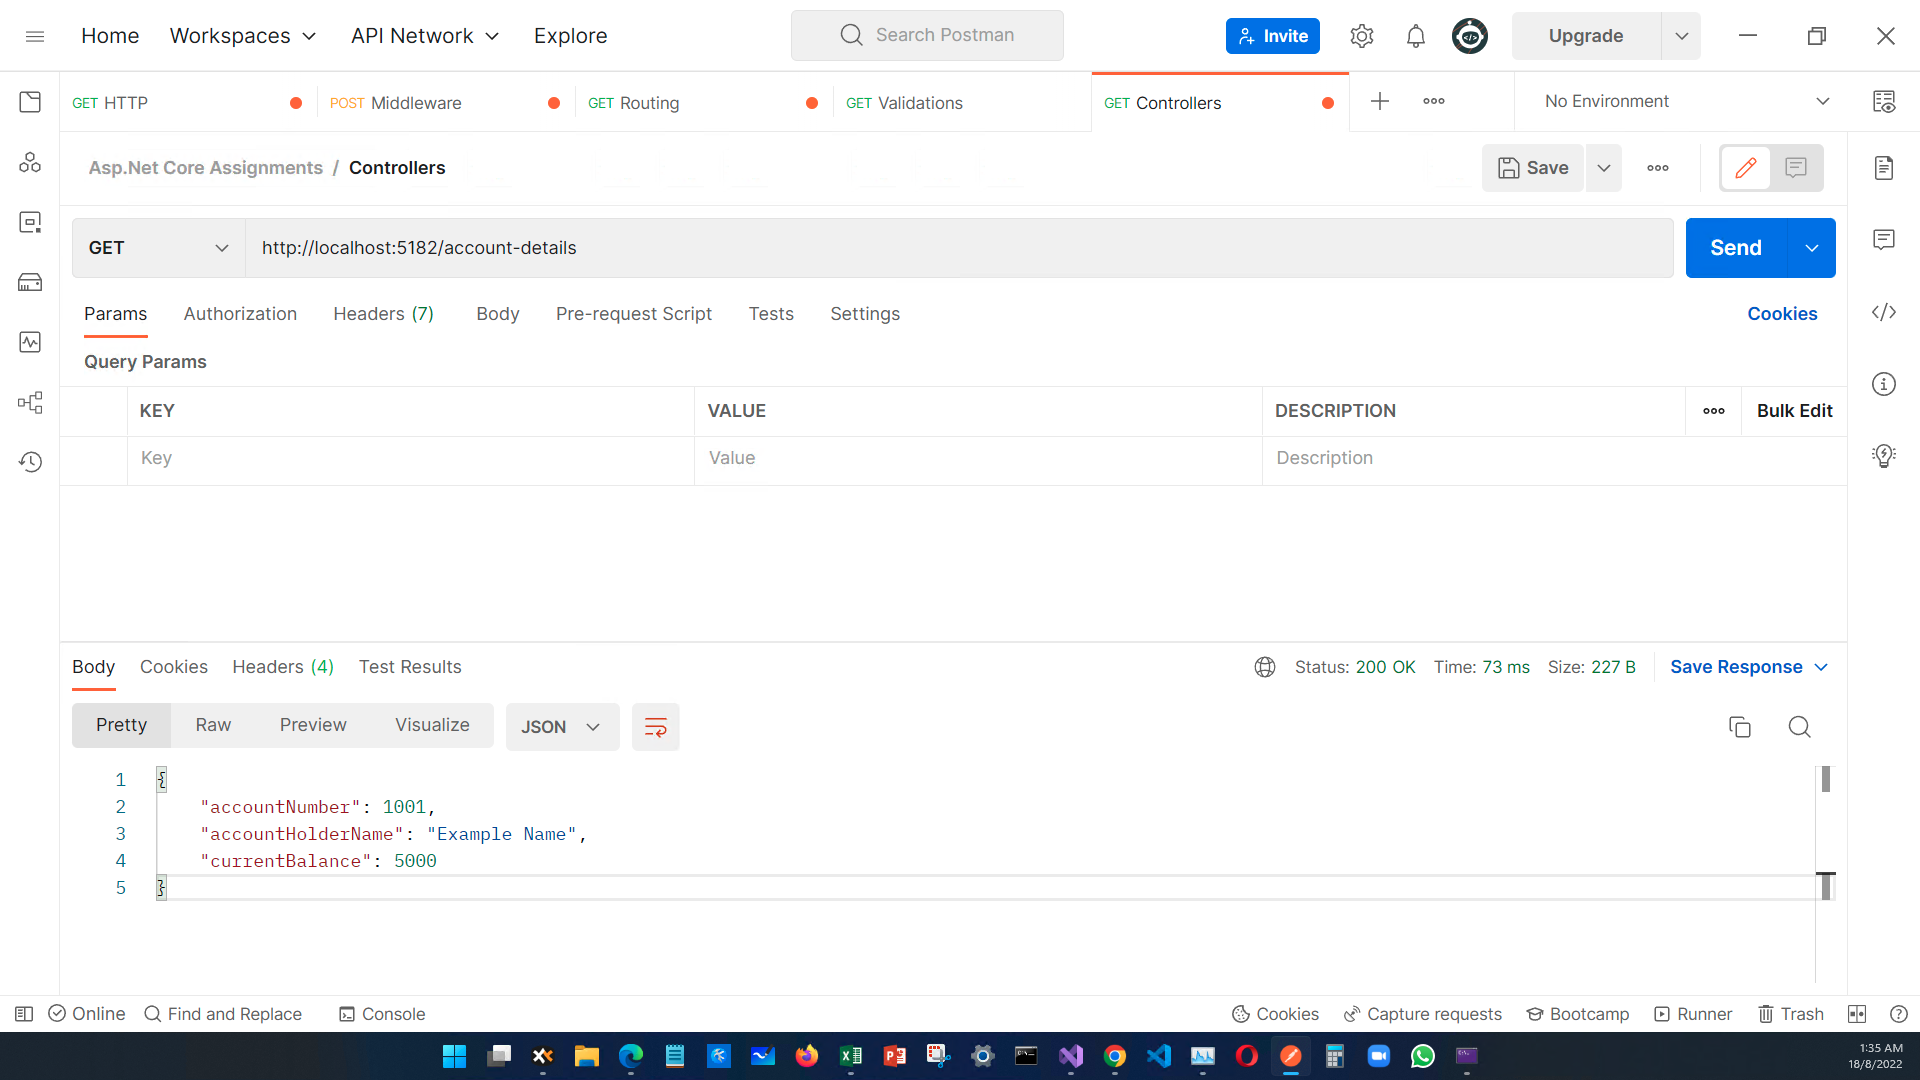 Home Workspaces API Network Explore Search Postman Invite Upgrade
GET HTTP POST Middleware GET Routing GET Validations GET Controllers No Environment
Asp.Net Core Assignments / Controllers Save
GET http://localhost:5182/account-details Send
Params Authorization Headers (7) Body Pre-request Script Tests Settings Cookies
Query Params
KEY VALUE DESCRIPTION Bulk Edit
Key Value Description
Body Cookies Headers (4) Test Results Status: 200 OK Time: 73 ms Size: 227 B Save Response
Pretty Raw Preview Visualize JSON
1 {
2 "accountNumber": 1001,
3 "accountHolderName": "Example Name",
4 "currentBalance": 5000
5 }
Online Find and Replace Console Cookies Capture requests Bootcamp Runner Trash
1:35 AM
18/8/2022